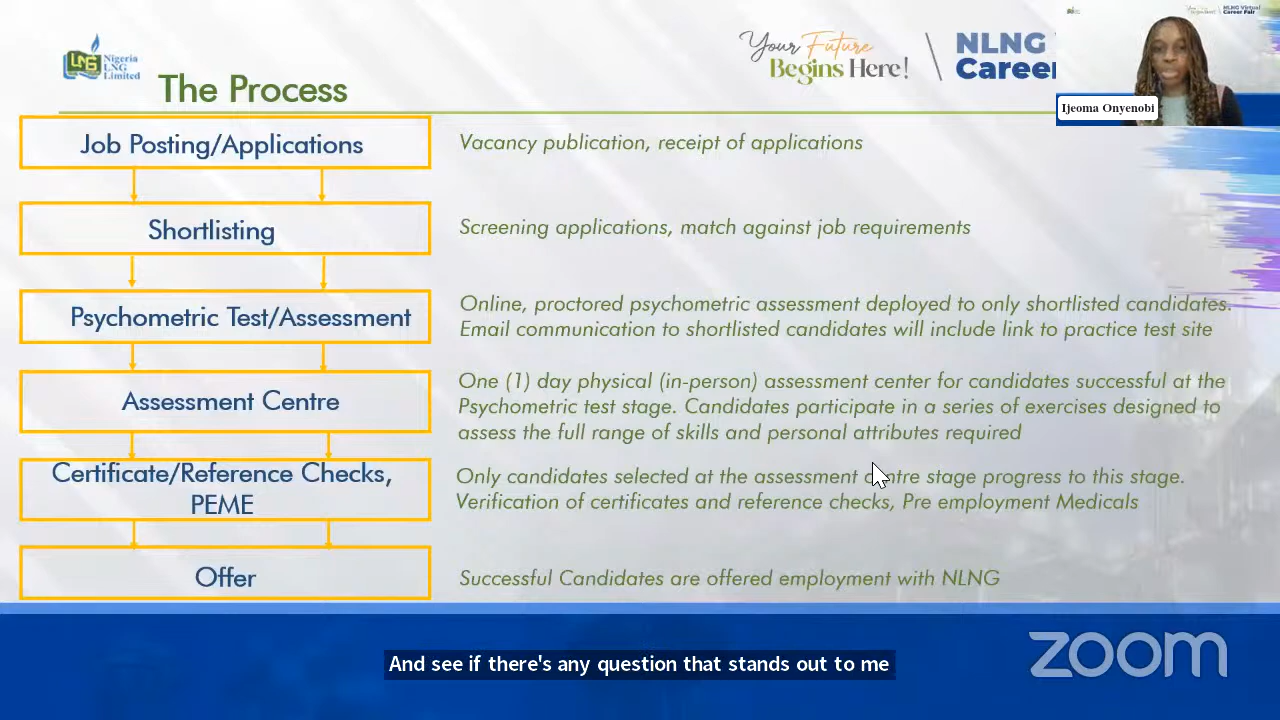 Nigeria
LNG
Limited
LNG
The Process
Your Future
Begins Here!
NLNG
Career
NLNG Virtual
Career Fair
Ijeoma Onyenobi
Job Posting/Applications
Vacancy publication, receipt of applications
Shortlisting
Screening applications, match against job requirements
Psychometric Test/Assessment
Online, proctored psychometric assessment deployed to only shortlisted candidates.
Email communication to shortlisted candidates will include link to practice test site
Assessment Centre
One (1) day physical (in-person) assessment center for candidates successful at the
Psychometric test stage. Candidates participate in a series of exercises designed to
assess the full range of skills and personal attributes required
Certificate/Reference Checks,
PEME
Only candidates selected at the assessment centre stage progress to this stage.
Verification of certificates and reference checks, Pre employment Medicals
Offer
Successful Candidates are offered employment with NLNG
And see if there's any question that stands out to me
zoom